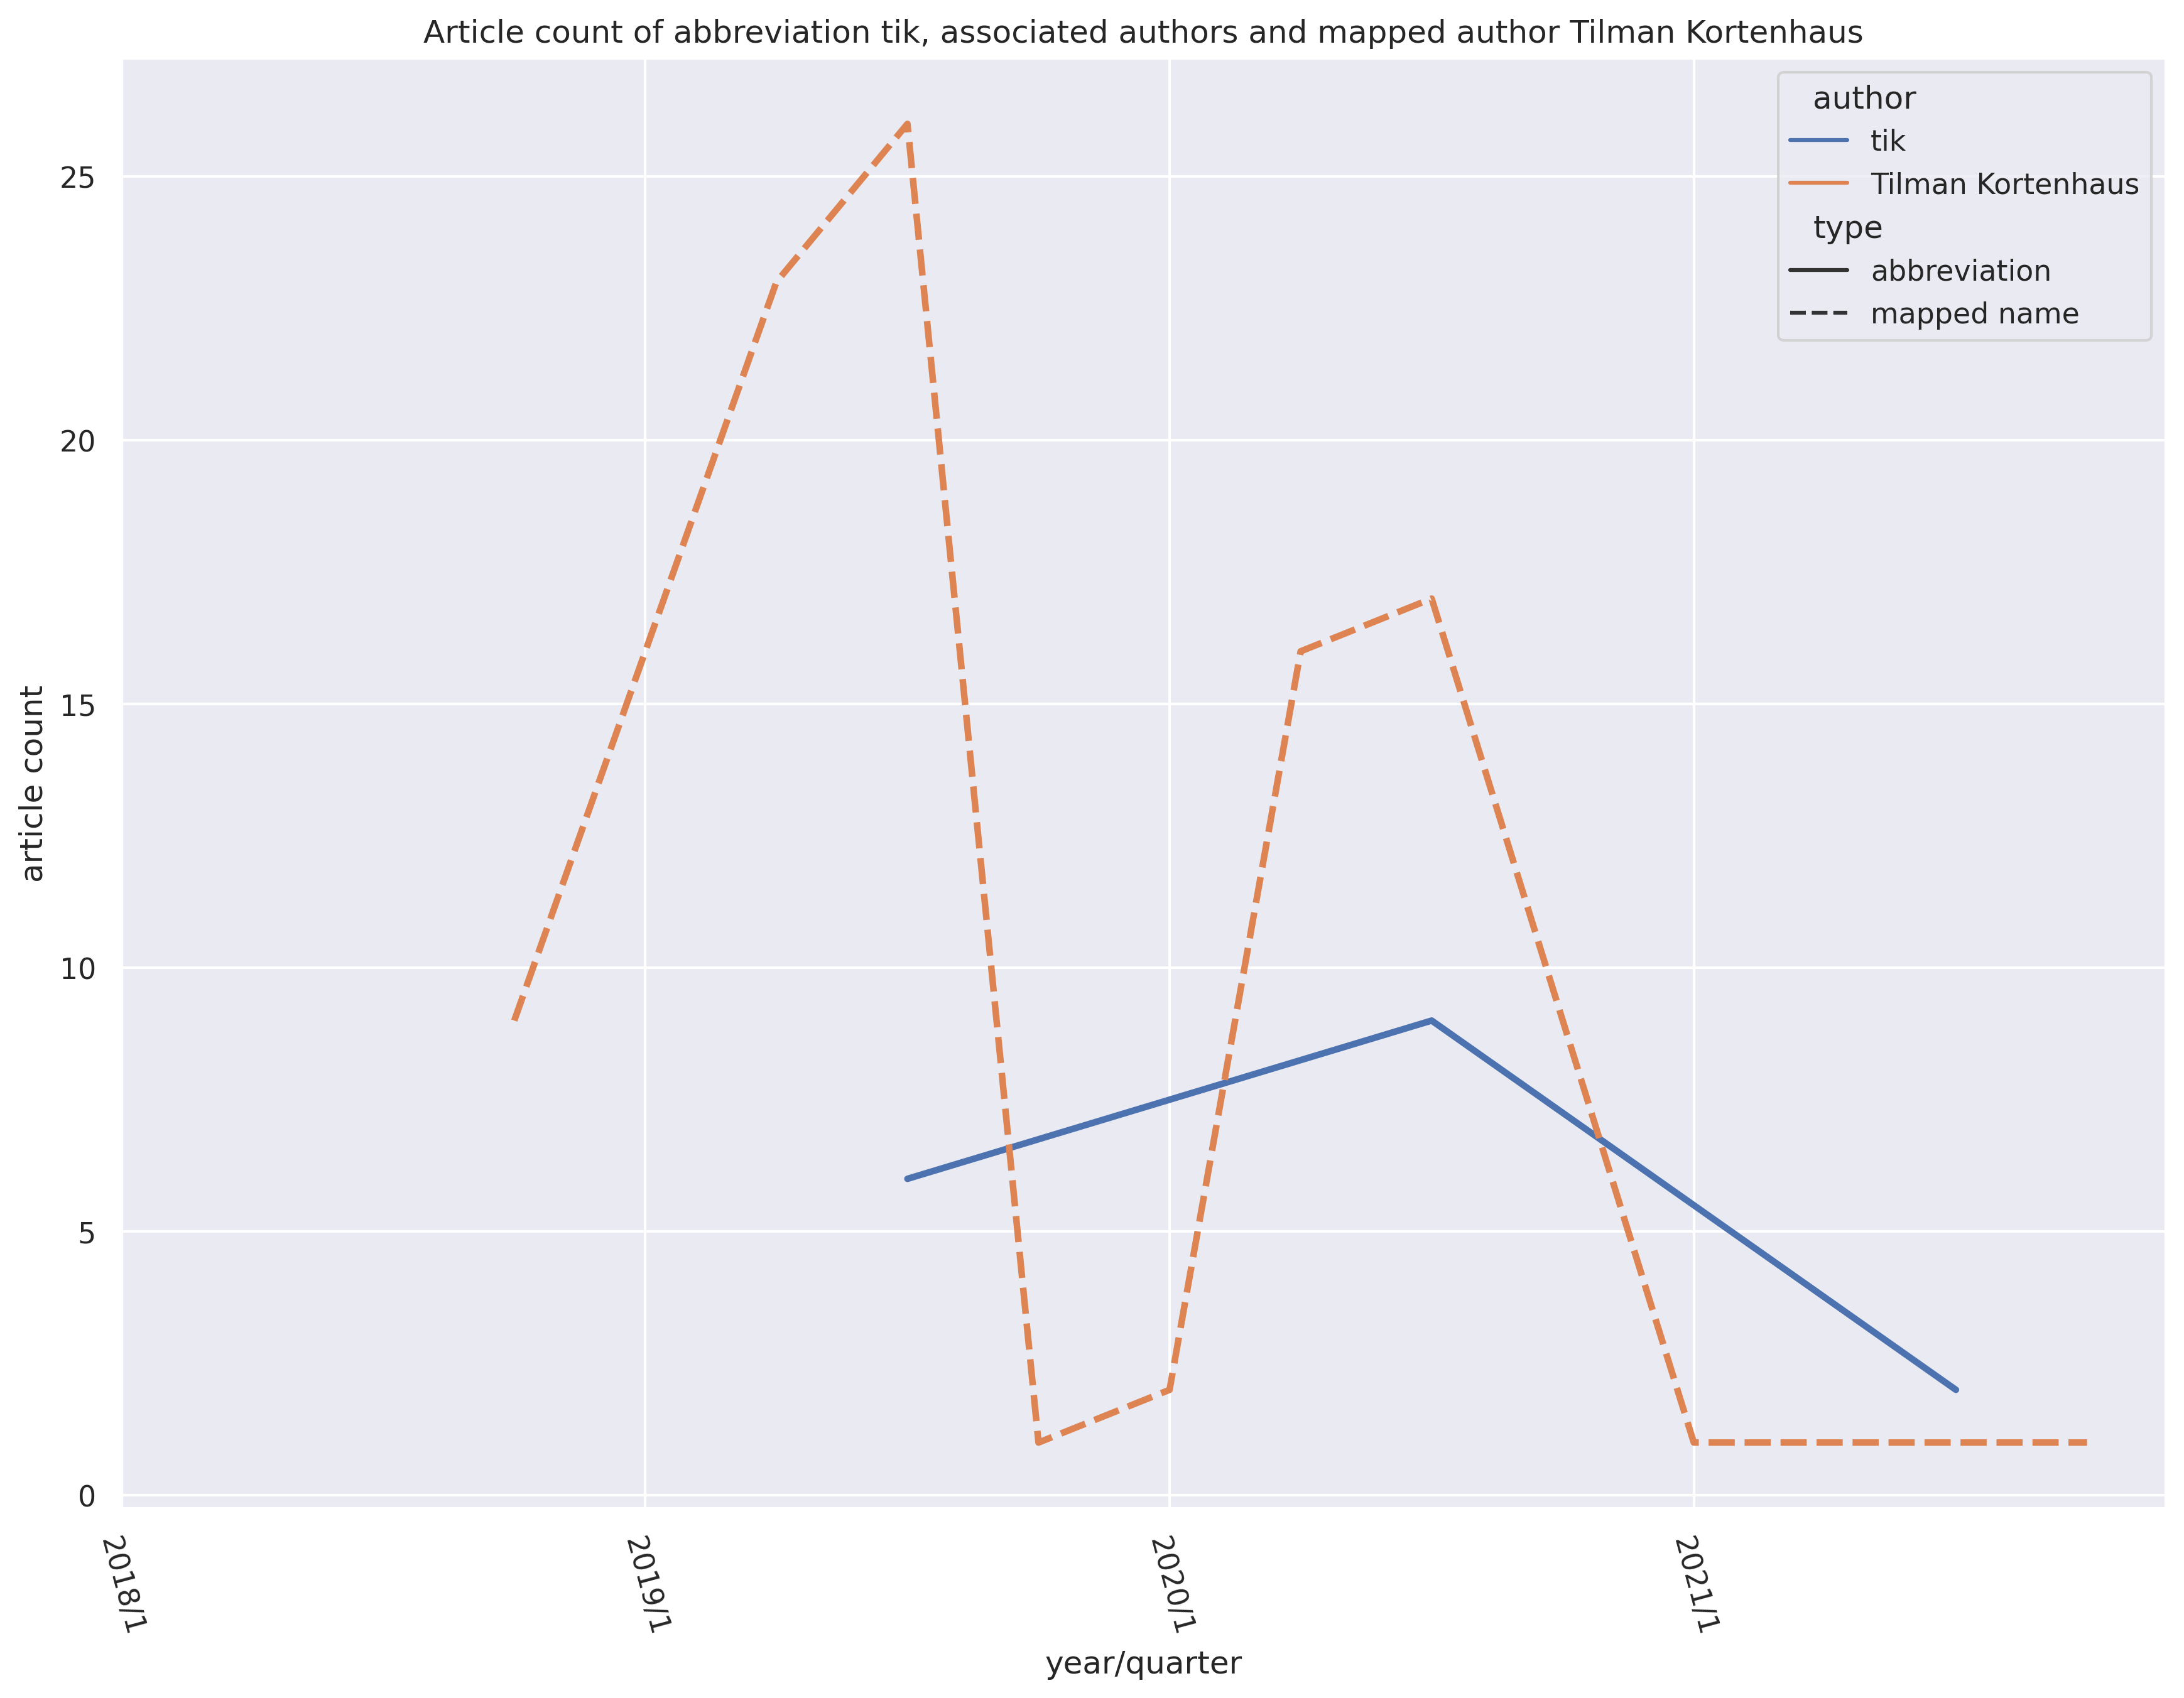 Article count of abbreviation tik, associated authors and mapped author Tilman Kortenhaus
author
tik
Tilman Kortenhaus
type
abbreviation
mapped name
article count
25
20
15
10
5
0
2018/1
2019/1
2020/1
2021/1
year/quarter